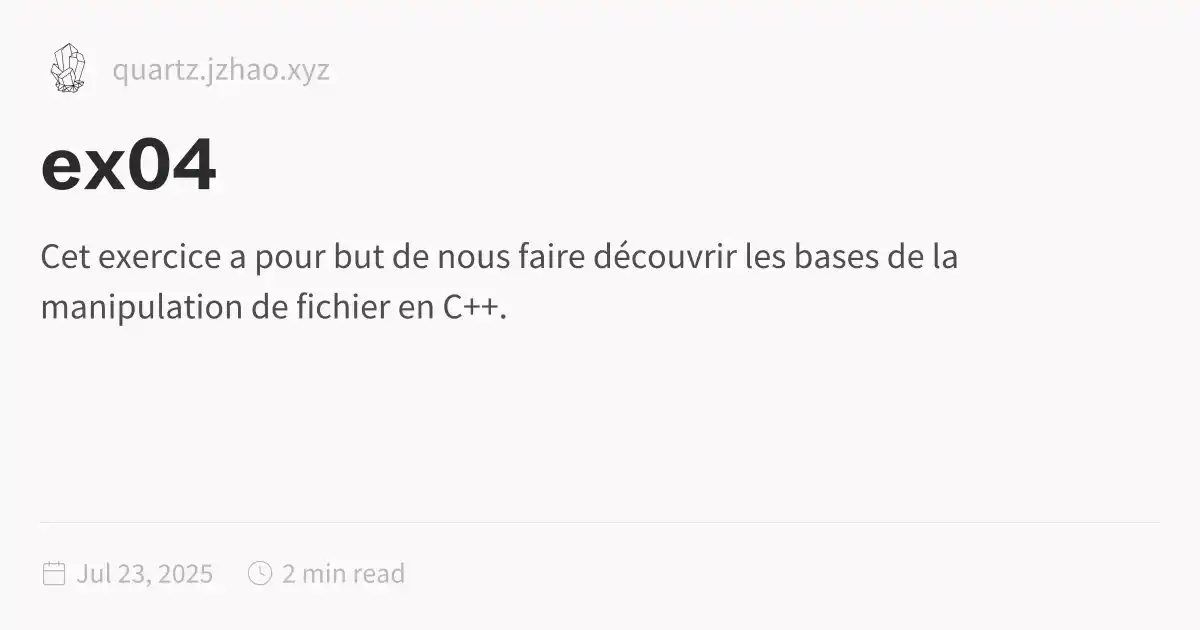 quartz.jzhao.xyz
ex04
Cet exercice a pour but de nous faire découvrir les bases de la
manipulation de fichier en C++.
Jul 23, 2025 2 min read